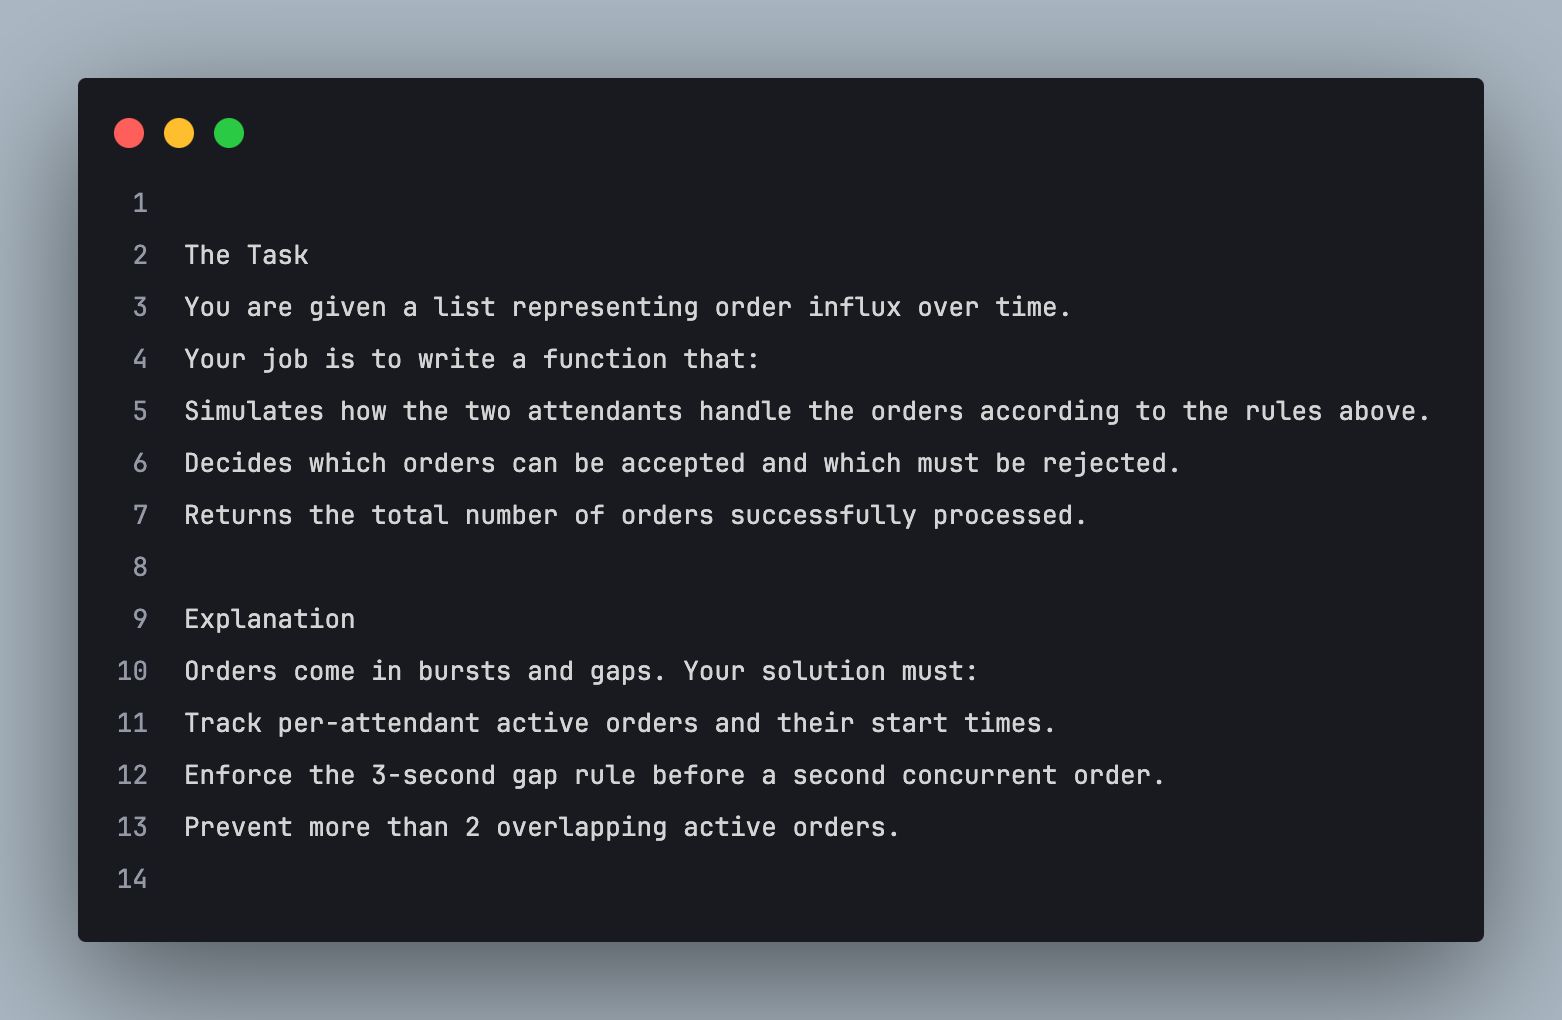 1
2 The Task
3 You are given a list representing order influx over time.
4 Your job is to write a function that:
5 Simulates how the two attendants handle the orders according to the rules above.
6 Decides which orders can be accepted and which must be rejected.
7 Returns the total number of orders successfully processed.
8
9 Explanation
10 Orders come in bursts and gaps. Your solution must:
11 Track per-attendant active orders and their start times.
12 Enforce the 3-second gap rule before a second concurrent order.
13 Prevent more than 2 overlapping active orders.
14